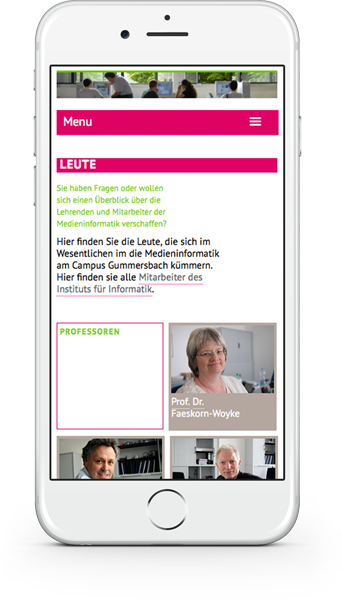 Menu
LEUTE
Sie haben Fragen oder wollen
sich einen Überblick über die
Lehrenden und Mitarbeiter der
Medieninformatik verschaffen?
Hier finden Sie die Leute, die sich im
Wesentlichen im die Medieninformatik
am Campus Gummersbach kümmern.
Hier finden sie alle Mitarbeiter des
Instituts für Informatik.
PROFESSOREN
Prof. Dr.
Faeskorn-Woyke